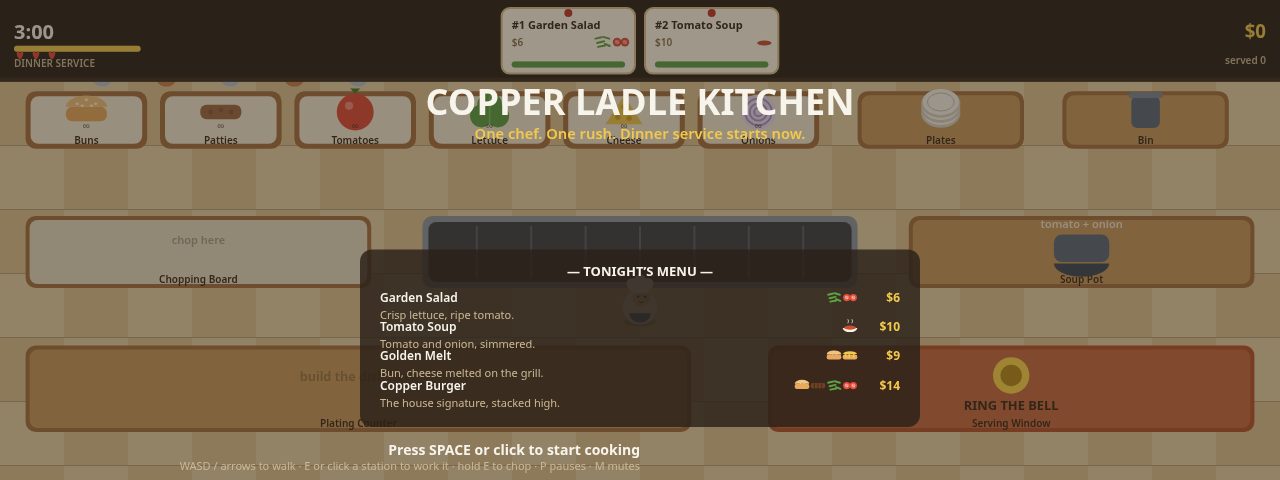 3:00
DINNER SERVICE
#1 Garden Salad
$6
#2 Tomato Soup
$10
$0
served 0
COPPER LADLE KITCHEN
One chef. One rush. Dinner service starts now.
∞
∞
∞
∞
Buns
Patties
Tomatoes
Lettuce
Cheese
Onions
Plates
Bin
chop here
Chopping Board
tomato + onion
Soup Pot
— TONIGHT'S MENU —
Garden Salad
$6
Crisp lettuce, ripe tomato.
Tomato Soup
$10
Tomato and onion, simmered.
Golden Melt
$9
Bun, cheese melted on the grill.
Copper Burger
$14
The house signature, stacked high.
build the
Plating Counter
RING THE BELL
Serving Window
Press SPACE or click to start cooking
WASD / arrows to walk · E or click a station to work it · hold E to chop · P pauses · M mutes